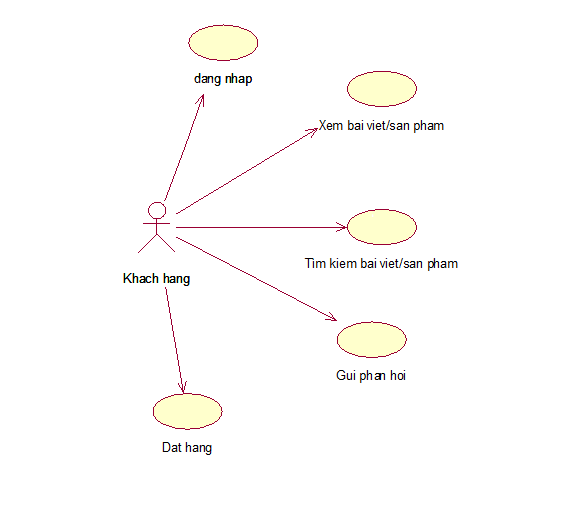 dang nhap
Xem bai viet/san pham
Tim kiem bai viet/san pham
Khach hang
Gui phan hoi
Dat hang